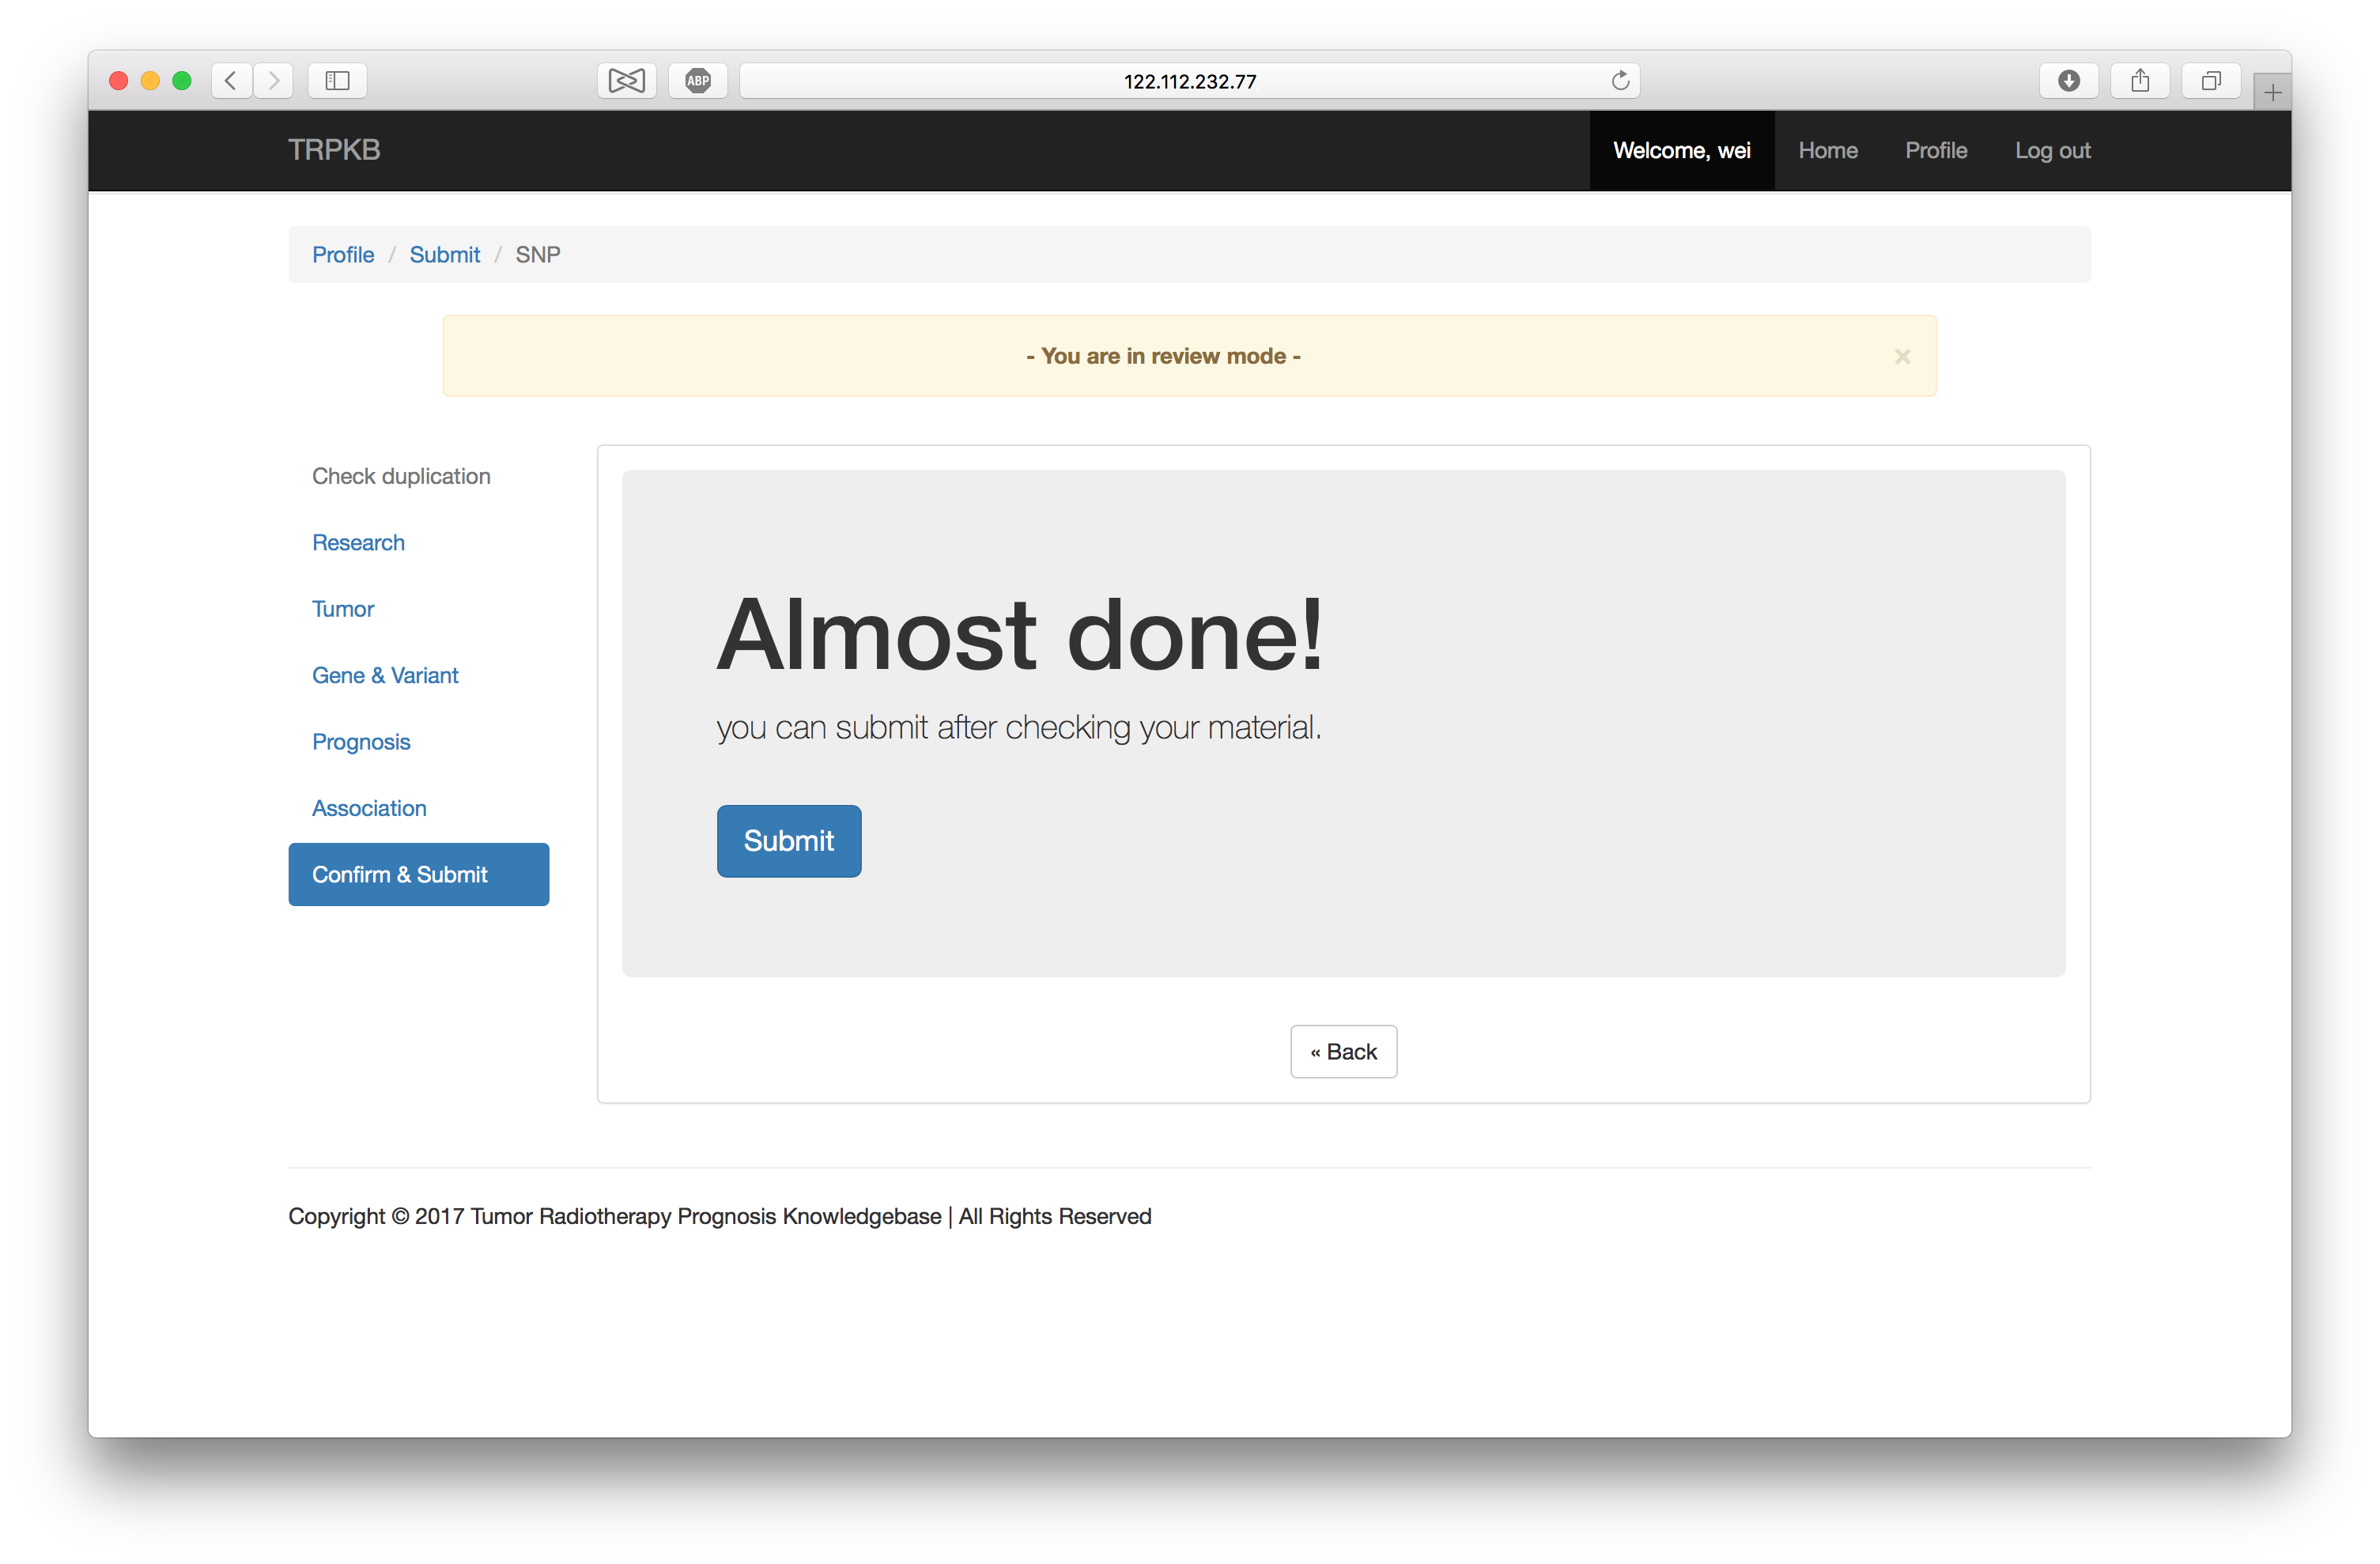 ABP
122.112.232.77
TRPKB
Welcome, wei
Home
Profile
Log out
Profile / Submit / SNP
- You are in review mode -
×
Check duplication
Research
Tumor
Gene & Variant
Prognosis
Association
Confirm & Submit
Almost done!
you can submit after checking your material.
Submit
« Back
Copyright © 2017 Tumor Radiotherapy Prognosis Knowledgebase | All Rights Reserved